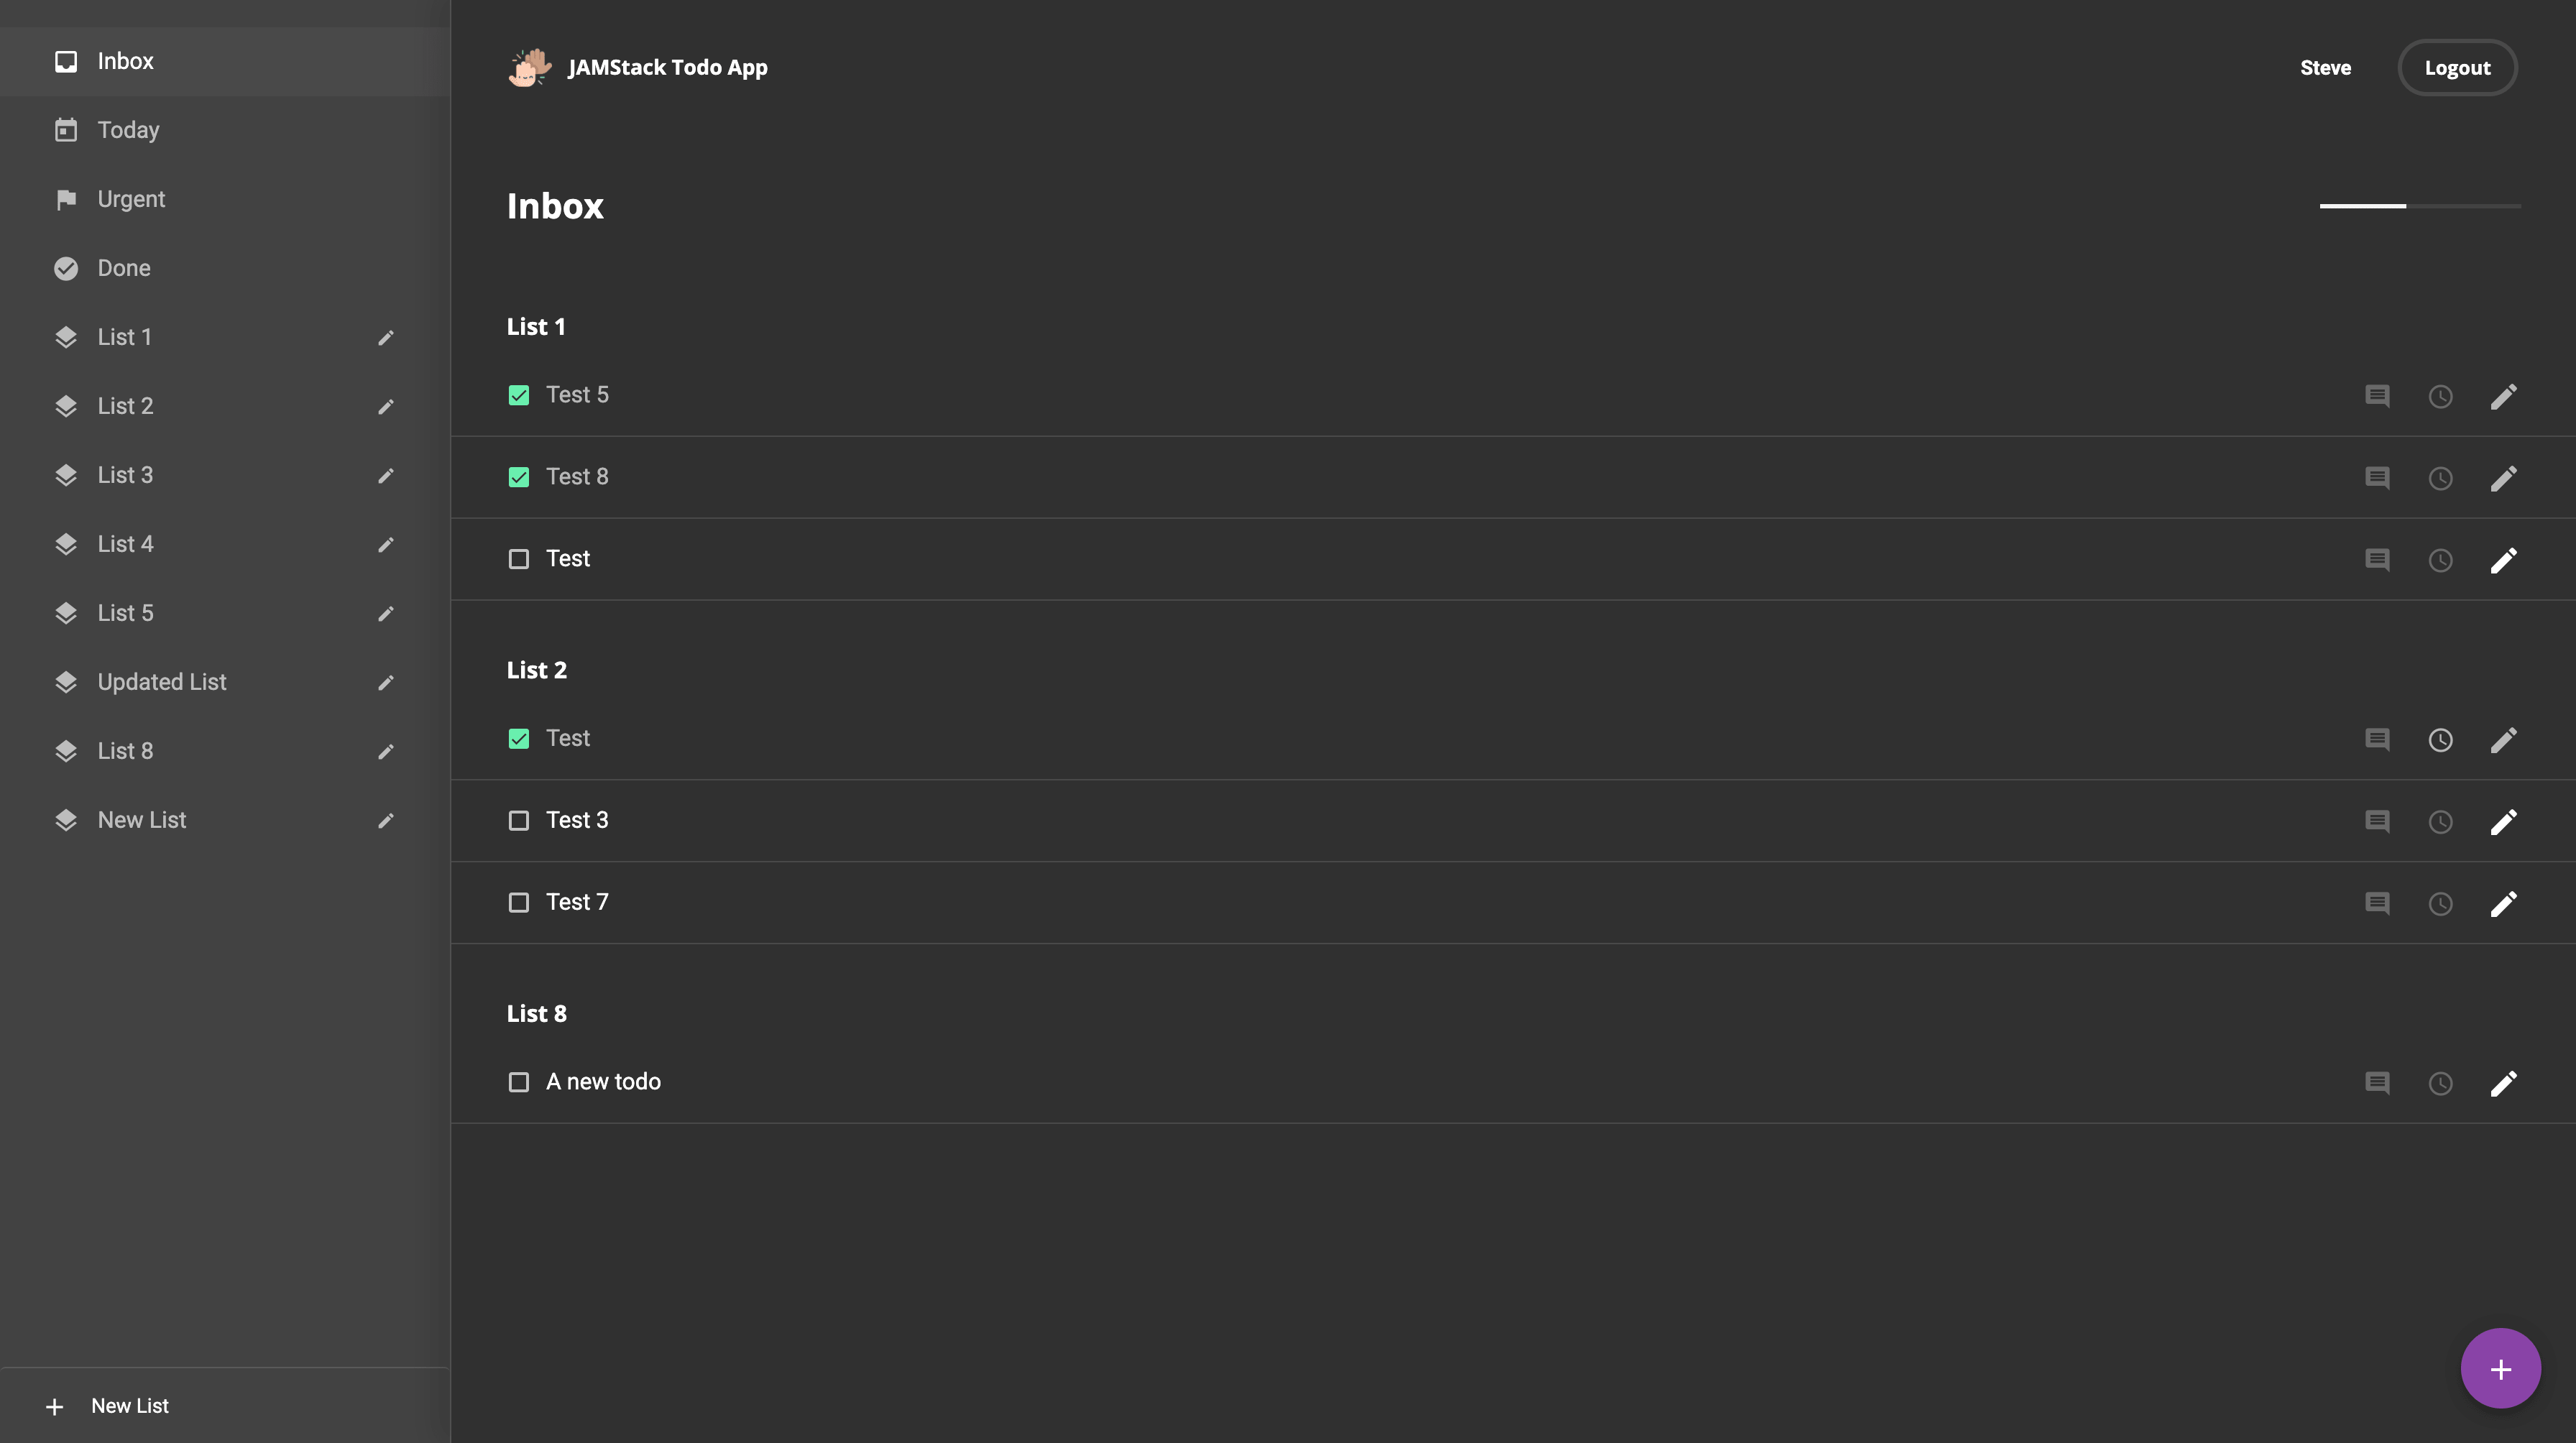 Inbox
Today
Urgent
Done
List 1
List 2
List 3
List 4
List 5
Updated List
List 8
New List
New List
JAMStack Todo App
Steve
Logout
Inbox
List 1
Test 5
Test 8
Test
List 2
Test
Test 3
Test 7
List 8
A new todo